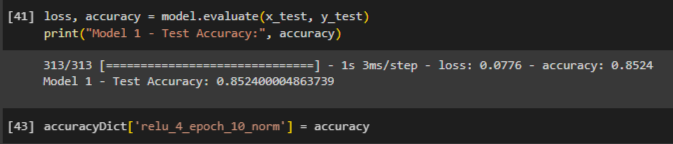 [41] loss, accuracy = model.evaluate(x_test, y_test)
print("Model 1 - Test Accuracy:", accuracy)
313/313 [==============================] - 1s 3ms/step - loss: 0.0776 - accuracy: 0.8524
Model 1 - Test Accuracy: 0.852400004863739
[43] accuracyDict['relu_4_epoch_10_norm'] = accuracy